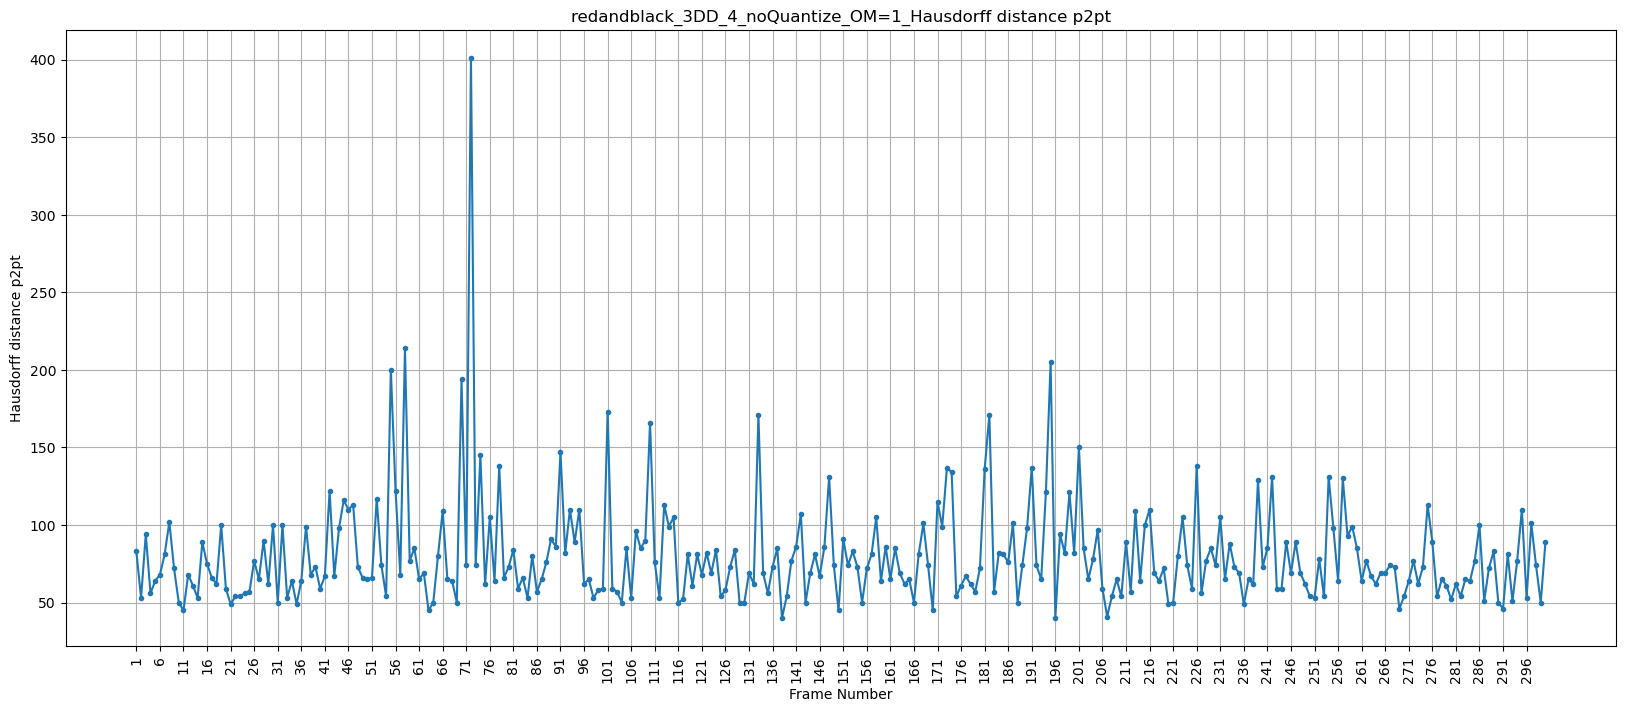 redandblack_3DD_4_noQuantize_OM=1_Hausdorff distance p2pt
Hausdorff distance p2pt
400
350
300
250
200
150
100
50
1 6 11 16 21 26 31 36 41 46 51 56 61 66 71 76 81 86 91 96 101 106 111 116 121 126 131 136 141 146 151 156 161 166 171 176 181 186 191 196 201 206 211 216 221 226 231 236 241 246 251 256 261 266 271 276 281 286 291 296
Frame Number